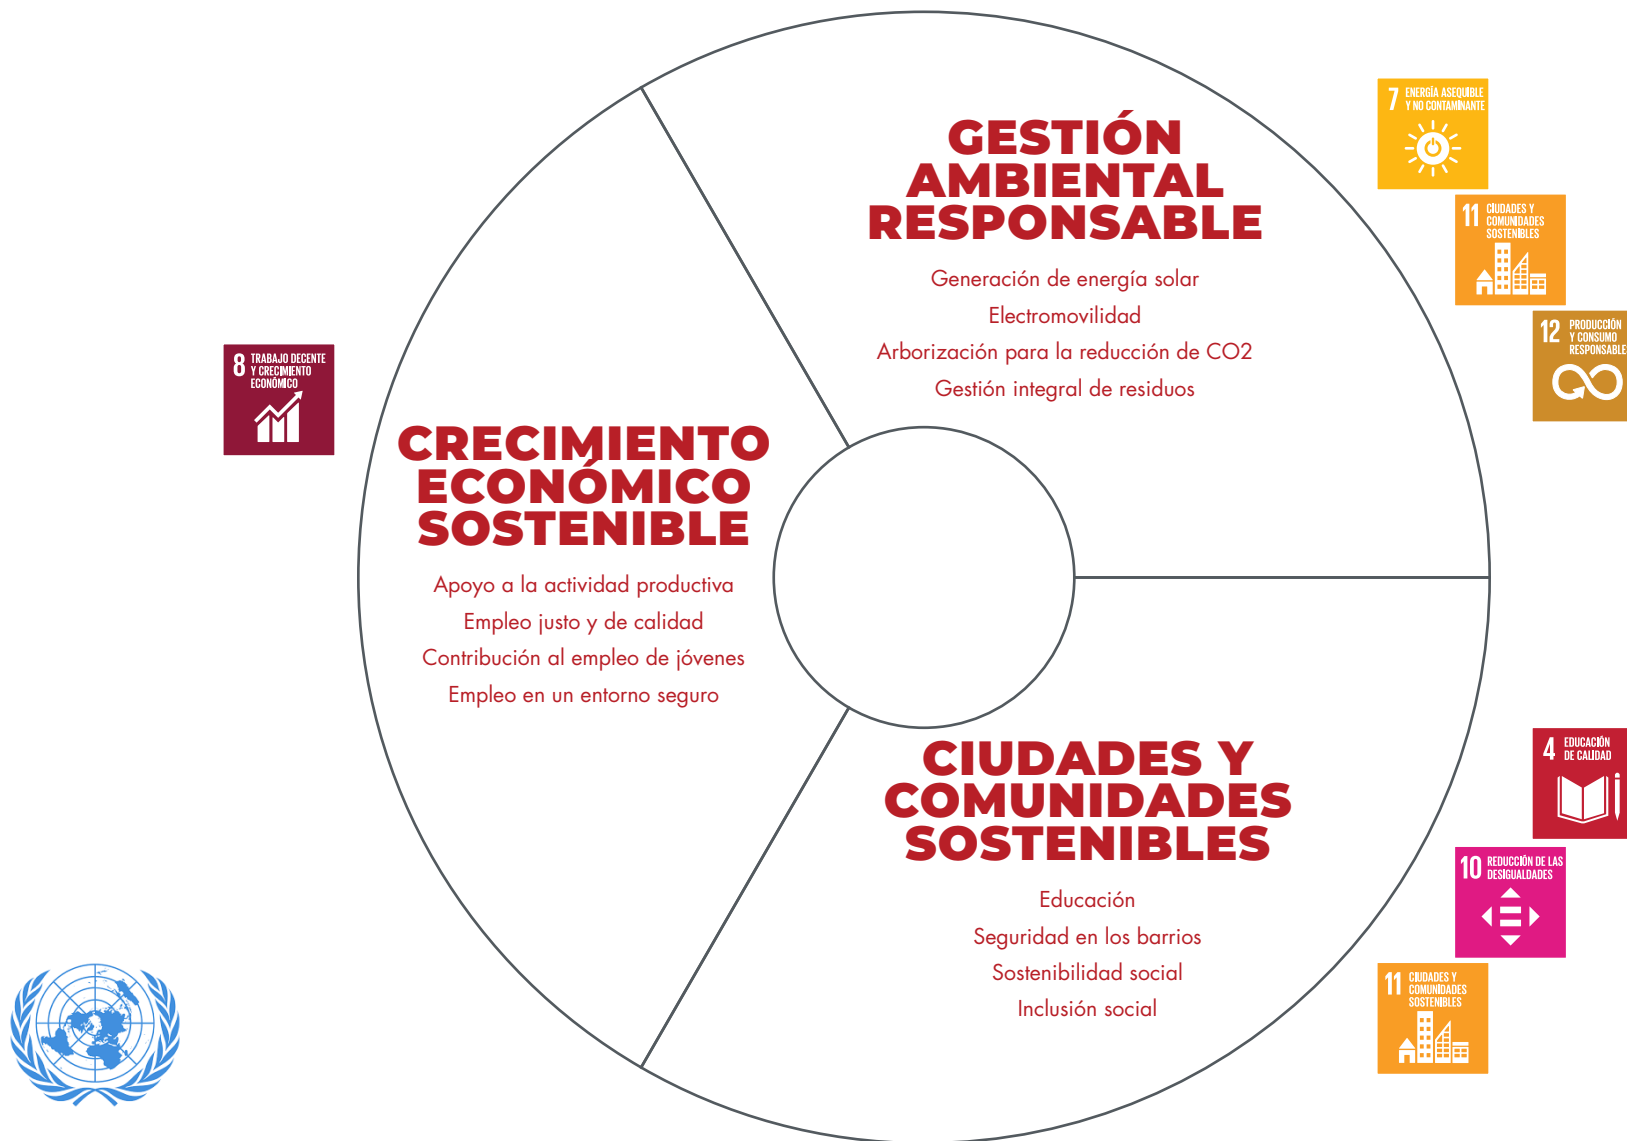 GESTIÓN
AMBIENTAL
RESPONSABLE
Generación de energía solar
Electromovilidad
Arborización para la reducción de CO2
Gestión integral de residuos
7 ENERGÍA ASEQUIBLE
Y NO CONTAMINANTE
11 CIUDADES Y
COMUNIDADES
SOSTENIBLES
12 PRODUCCIÓN
Y CONSUMO
RESPONSABLE
8 TRABAJO DECENTE
Y CRECIMIENTO
ECONÓMICO
CRECIMIENTO
ECONÓMICO
SOSTENIBLE
Apoyo a la actividad productiva
Empleo justo y de calidad
Contribución al empleo de jóvenes
Empleo en un entorno seguro
CIUDADES Y
COMUNIDADES
SOSTENIBLES
Educación
Seguridad en los barrios
Sostenibilidad social
Inclusión social
4 EDUCACIÓN
DE CALIDAD
10 REDUCCIÓN DE LAS
DESIGUALDADES
11 CIUDADES Y
COMUNIDADES
SOSTENIBLES